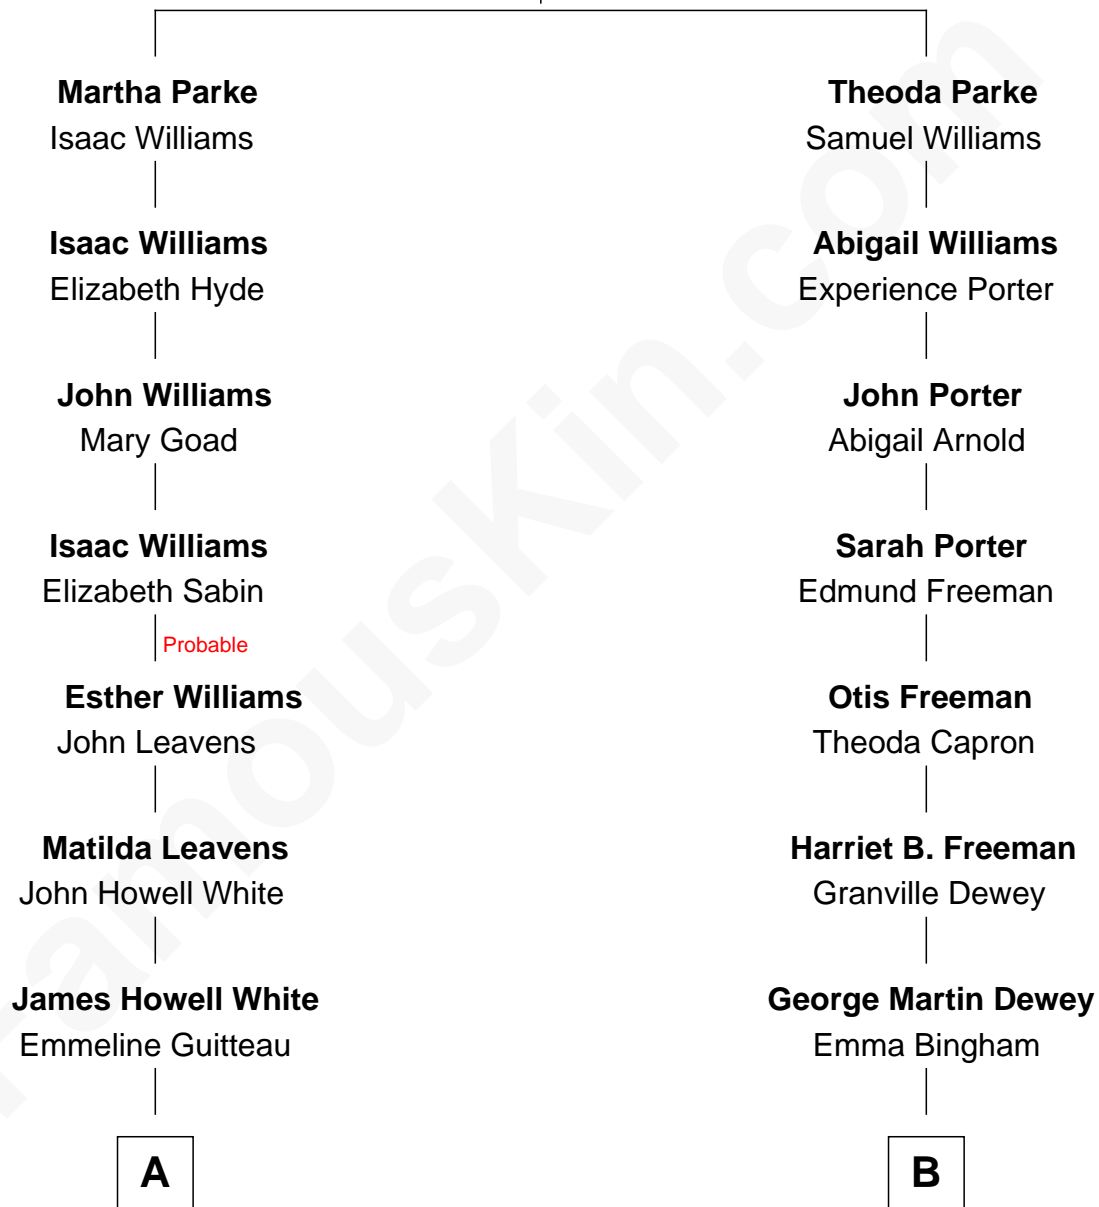 Martha Parke
Isaac Williams
Isaac Williams
Elizabeth Hyde
John Williams
Mary Goad
Isaac Williams
Elizabeth Sabin
Probable
Esther Williams
John Leavens
Matilda Leavens
John Howell White
James Howell White
Emmeline Guitteau
A
Theoda Parke
Samuel Williams
Abigail Williams
Experience Porter
John Porter
Abigail Arnold
Sarah Porter
Edmund Freeman
Otis Freeman
Theoda Capron
Harriet B. Freeman
Granville Dewey
George Martin Dewey
Emma Bingham
B
FamousKin.com